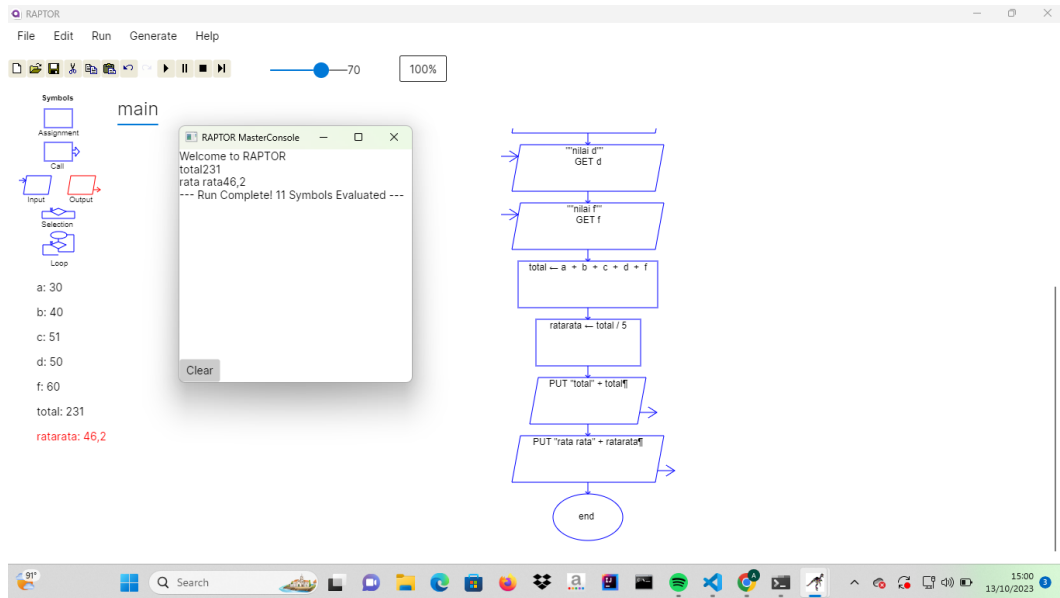 RAPTOR
File Edit Run Generate Help
70
100%
Symbols
Assignment
Call
Input Output
Selection
Loop
a: 30
b: 40
c: 51
d: 50
f: 60
total: 231
ratarata: 46,2
main
RAPTOR MasterConsole
Welcome to RAPTOR
total231
rata rata46,2
--- Run Complete! 11 Symbols Evaluated ---
Clear
""nilai d""
GET d
""nilai f""
GET f
total ← a + b + c + d + f
ratarata ← total / 5
PUT "total" + total¶
PUT "rata rata" + ratarata¶
end
91°
Search
a
A
15:00
13/10/2023
3